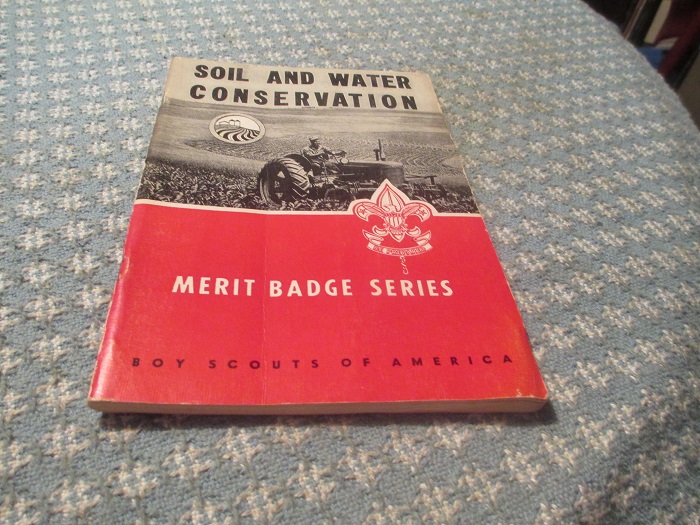 SOIL AND WATER
CONSERVATION
MERIT BADGE SERIES
BOY SCOUTS OF AMERICA